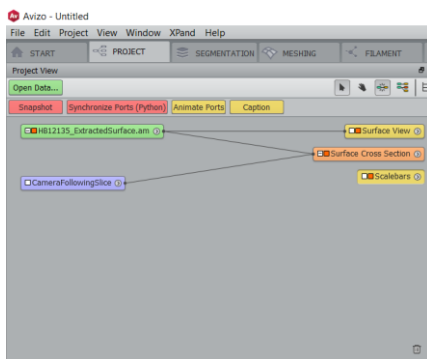 Avizo - Untitled
File Edit Project View Window XPand Help
START PROJECT SEGMENTATION MESHING FILAMENT
Project View
Open Data...
Snapshot Synchronize Ports (Python) Animate Ports Caption
HB12135_ExtractedSurface.am Surface View
Surface Cross Section
CameraFollowingSlice Scalebars